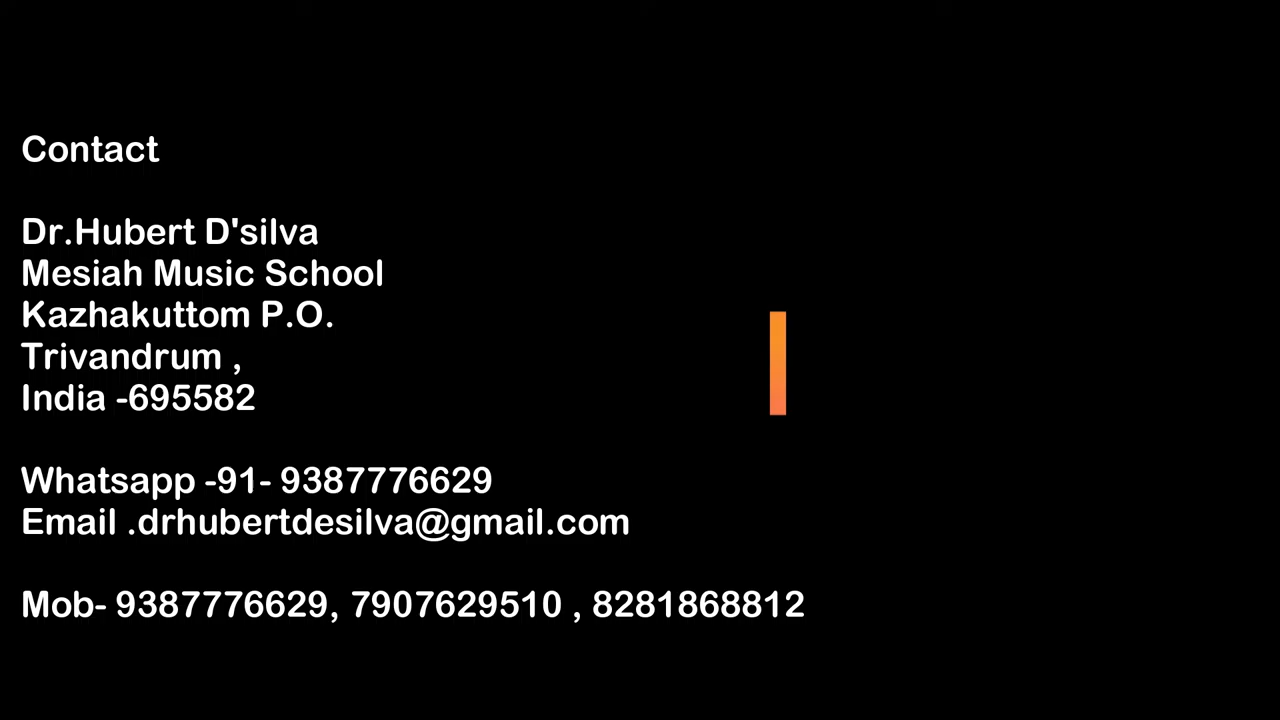 Contact
Dr.Hubert D'silva
Mesiah Music School
Kazhakuttom P.O.
Trivandrum ,
India -695582
Whatsapp -91- 9387776629
Email .drhubertdesilva@gmail.com
Mob- 9387776629, 7907629510 , 8281868812